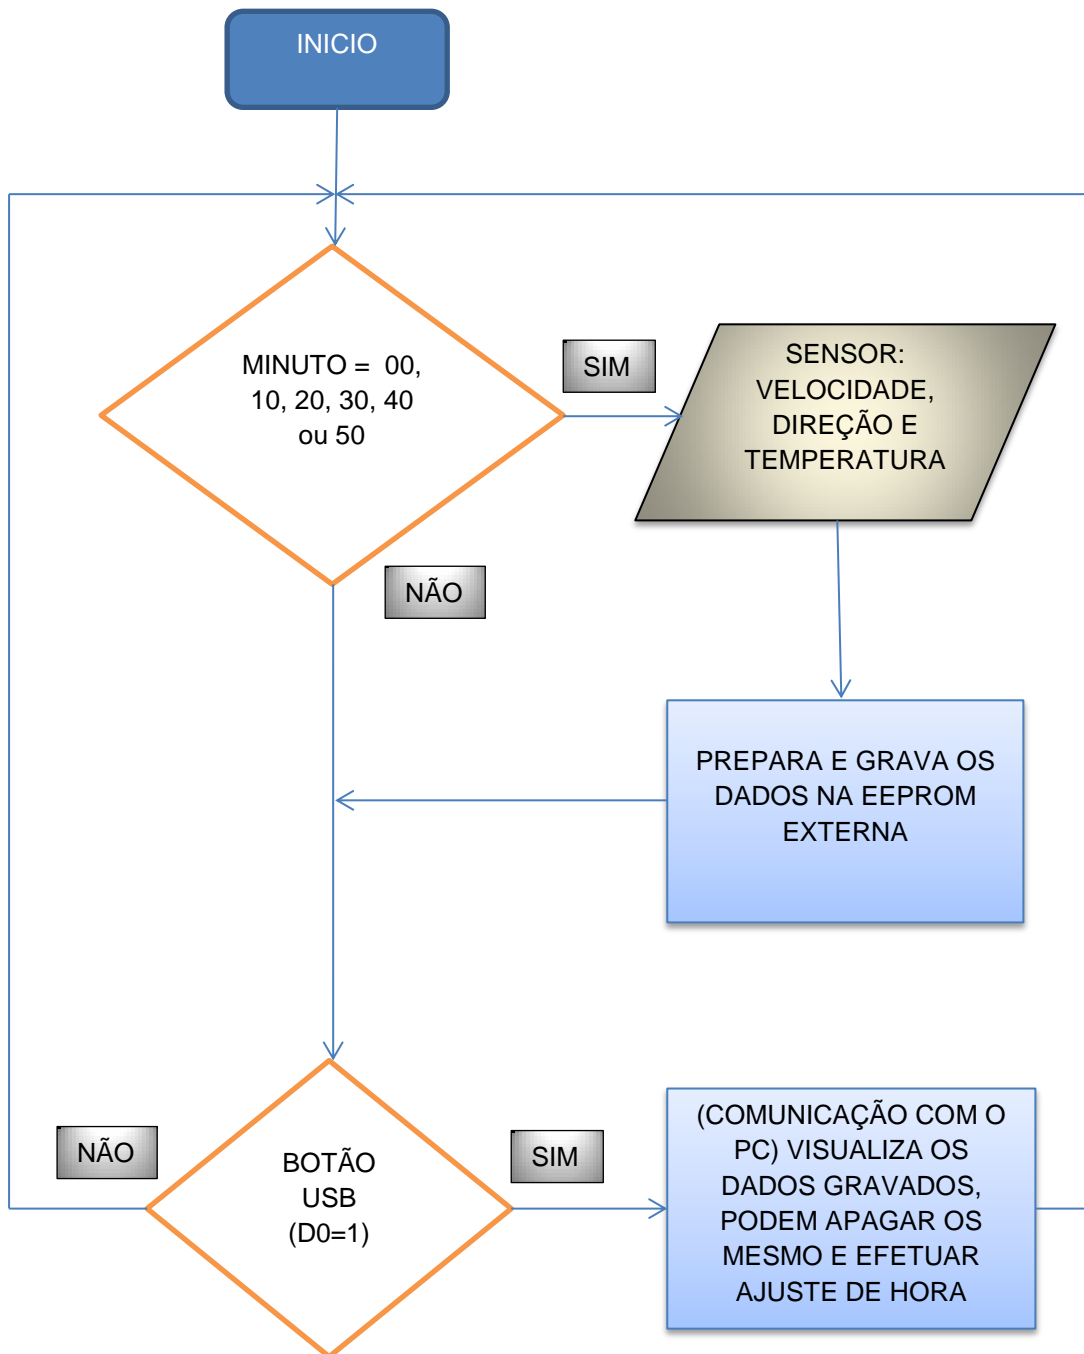 INICIO
MINUTO = 00,
10, 20, 30, 40
ou 50
SIM
SENSOR:
VELOCIDADE,
DIREÇÃO E
TEMPERATURA
NÃO
PREPARA E GRAVA OS
DADOS NA EEPROM
EXTERNA
NÃO
BOTÃO
USB
(D0=1)
SIM
(COMUNICAÇÃO COM O
PC) VISUALIZA OS
DADOS GRAVADOS,
PODEM APAGAR OS
MESMO E EFETUAR
AJUSTE DE HORA